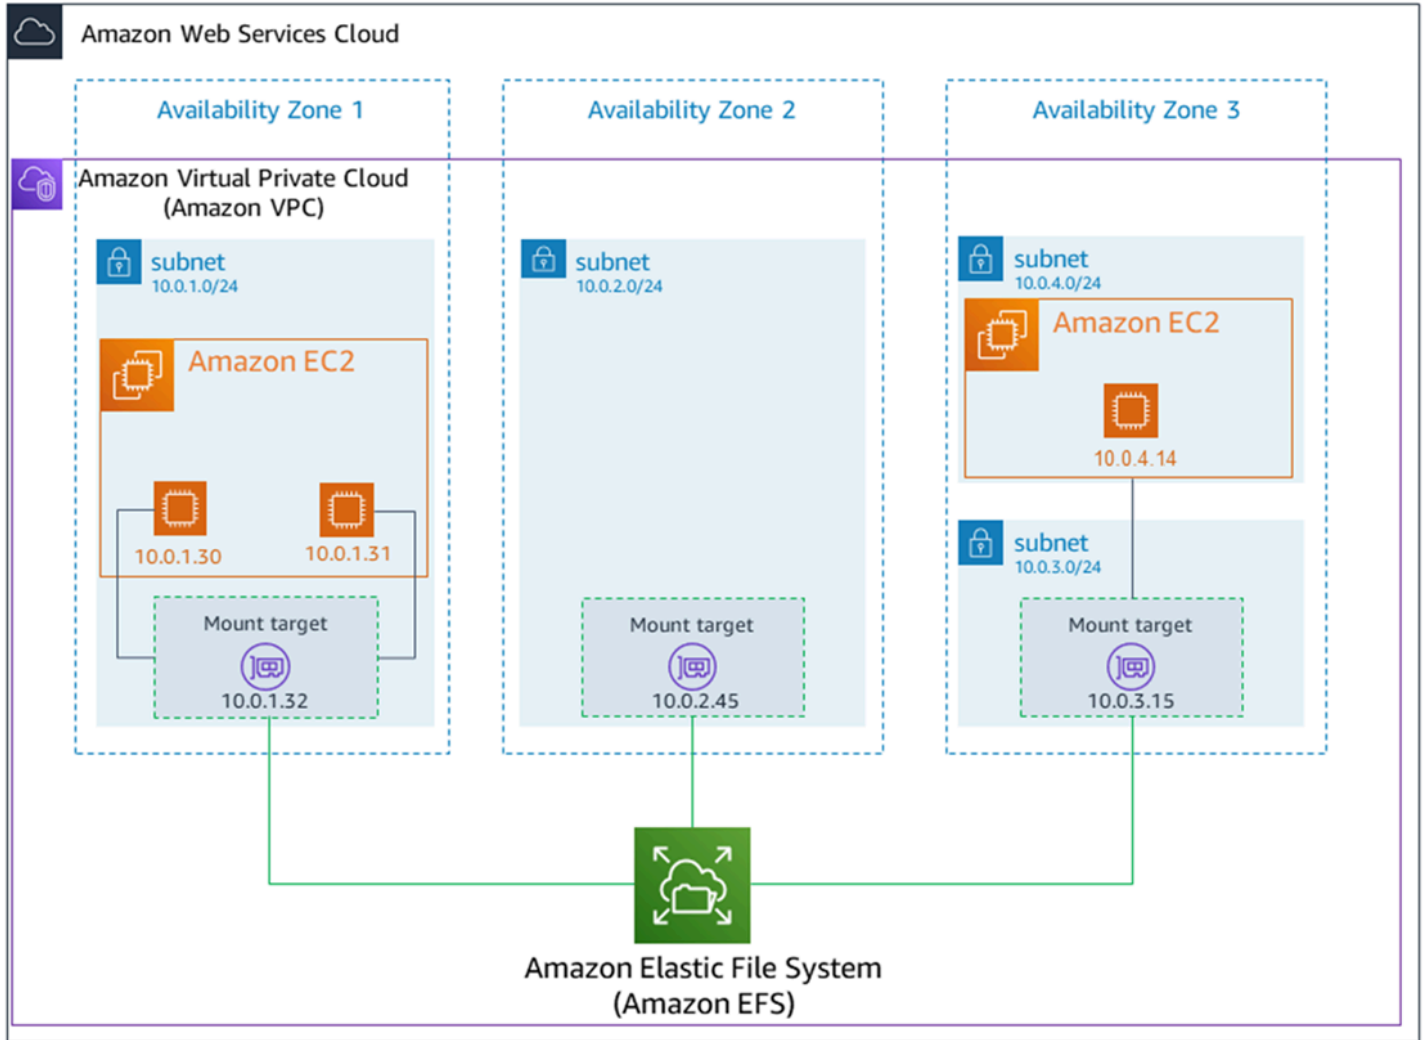 Amazon Web Services Cloud
Availability Zone 1
Availability Zone 2
Availability Zone 3
Amazon Virtual Private Cloud
(Amazon VPC)
subnet
10.0.1.0/24
Amazon EC2
10.0.1.30
10.0.1.31
Mount target
10.0.1.32
subnet
10.0.2.0/24
Mount target
10.0.2.45
subnet
10.0.4.0/24
Amazon EC2
10.0.4.14
subnet
10.0.3.0/24
Mount target
10.0.3.15
Amazon Elastic File System
(Amazon EFS)